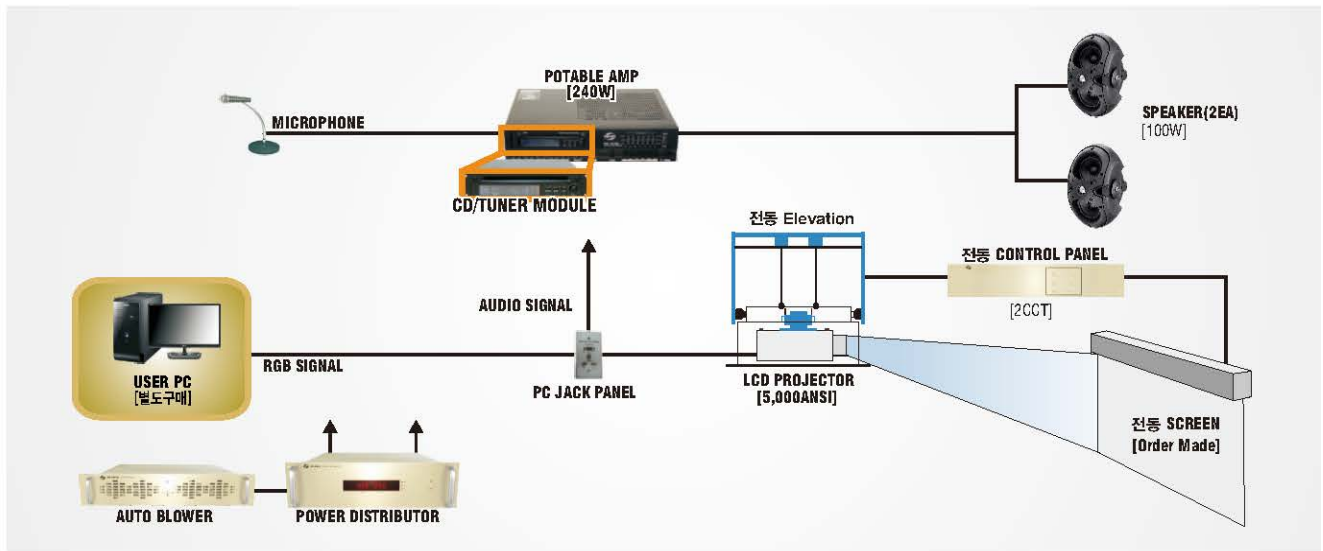 POTABLE AMP
[240W]
MICROPHONE
SPEAKER(2EA)
[100W]
CD/TUNER MODULE
전동 Elevation
전동 CONTROL PANEL
[2CCT]
AUDIO SIGNAL
RGB SIGNAL
USER PC
[별도구매]
PC JACK PANEL
LCD PROJECTOR
[5,000ANSI]
전동 SCREEN
[Order Made]
AUTO BLOWER
POWER DISTRIBUTOR